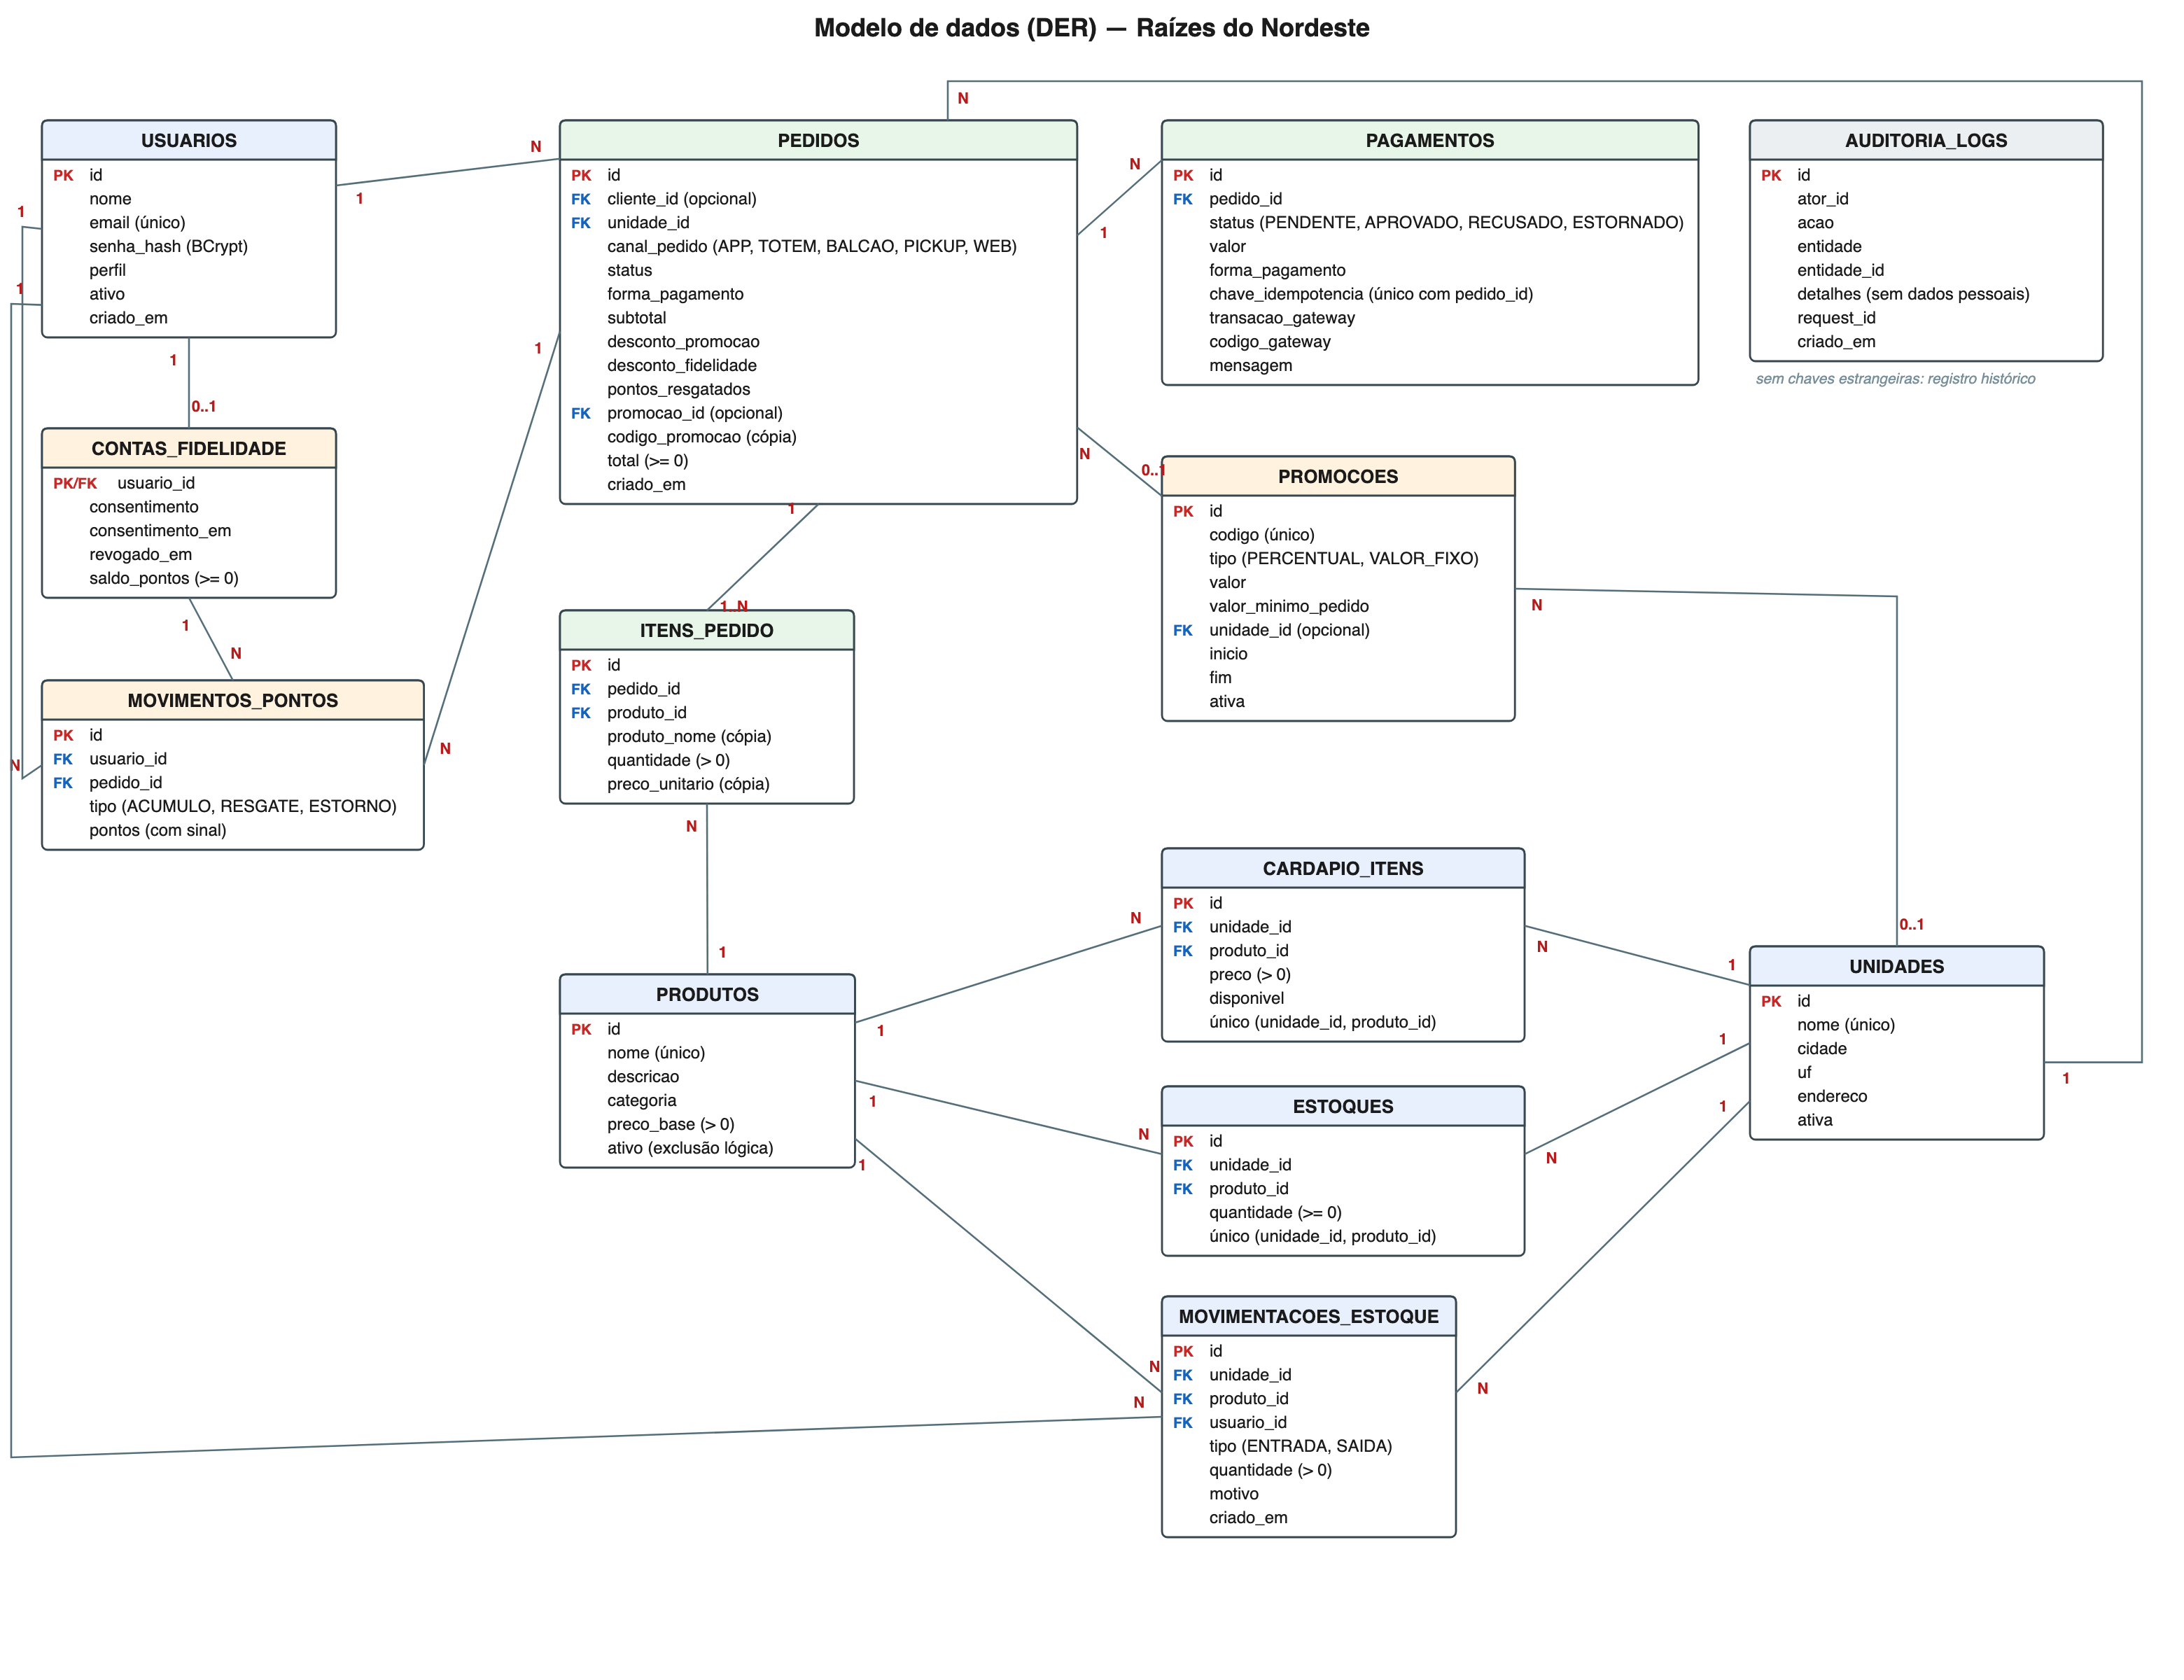 Modelo de dados (DER) — Raízes do Nordeste
USUARIOS
PK id
nome
email (único)
senha_hash (BCrypt)
perfil
ativo
criado_em
1
1
1
N
1
0..1
CONTAS_FIDELIDADE
PK/FK usuario_id
consentimento
consentimento_em
revogado_em
saldo_pontos (>= 0)
1
N
MOVIMENTOS_PONTOS
PK id
FK usuario_id
FK pedido_id
tipo (ACUMULO, RESGATE, ESTORNO)
pontos (com sinal)
N
N
1
N
PEDIDOS
PK id
FK cliente_id (opcional)
FK unidade_id
canal_pedido (APP, TOTEM, BALCAO, PICKUP, WEB)
status
forma_pagamento
subtotal
desconto_promocao
desconto_fidelidade
pontos_resgatados
FK promocao_id (opcional)
codigo_promocao (cópia)
total (>= 0)
criado_em
1
1..N
ITENS_PEDIDO
PK id
FK pedido_id
FK produto_id
produto_nome (cópia)
quantidade (> 0)
preco_unitario (cópia)
N
1
PRODUTOS
PK id
nome (único)
descricao
categoria
preco_base (> 0)
ativo (exclusão lógica)
1
1
1
N
1
PAGAMENTOS
PK id
FK pedido_id
status (PENDENTE, APROVADO, RECUSADO, ESTORNADO)
valor
forma_pagamento
chave_idempotencia (único com pedido_id)
transacao_gateway
codigo_gateway
mensagem
N
0..1
PROMOCOES
PK id
codigo (único)
tipo (PERCENTUAL, VALOR_FIXO)
valor
valor_minimo_pedido
FK unidade_id (opcional)
inicio
fim
ativa
N
0..1
N
CARDAPIO_ITENS
PK id
FK unidade_id
FK produto_id
preco (> 0)
disponivel
único (unidade_id, produto_id)
N
1
N
ESTOQUES
PK id
FK unidade_id
FK produto_id
quantidade (>= 0)
único (unidade_id, produto_id)
N
1
N
N
MOVIMENTACOES_ESTOQUE
PK id
FK unidade_id
FK produto_id
FK usuario_id
tipo (ENTRADA, SAIDA)
quantidade (> 0)
motivo
criado_em
N
1
AUDITORIA_LOGS
PK id
ator_id
acao
entidade
entidade_id
detalhes (sem dados pessoais)
request_id
criado_em
sem chaves estrangeiras: registro histórico
UNIDADES
PK id
nome (único)
cidade
uf
endereco
ativa
1